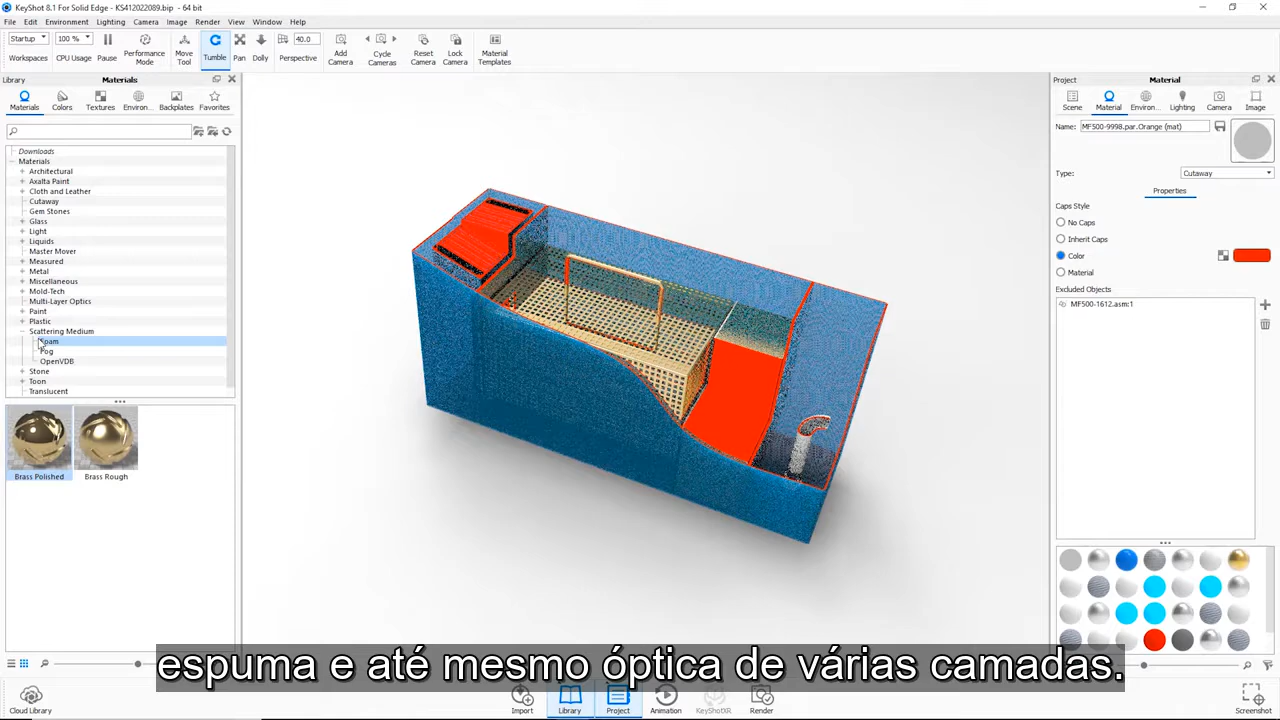 KeyShot 8.1 For Solid Edge - KS412022089.bip - 64 bit
File Edit Environment Lighting Camera Image Render View Window Help
Startup 100 % 40.0
Workspaces CPU Usage Pause Performance Mode Move Tool Tumble Pan Dolly Perspective Add Camera Cycle Cameras Reset Camera Lock Camera Material Templates
Library Materials
Materials Colors Textures Environ... Backplates Favorites
Downloads
Materials
Architectural
Axalta Paint
Cloth and Leather
Cutaway
Gem Stones
Glass
Light
Liquids
Master Mover
Measured
Metal
Miscellaneous
Mold-Tech
Multi-Layer Optics
Paint
Plastic
Scattering Medium
Foam
Fog
OpenVDB
Stone
Toon
Translucent
Brass Polished Brass Rough
Project Material
Scene Material Environ... Lighting Camera Image
Name: MF500-9998.par.Orange (mat)
Type: Cutaway
Properties
Caps Style
No Caps
Inherit Caps
Color
Material
Excluded Objects
MF500-1612.asm:1
espuma e até mesmo óptica de várias camadas.
Cloud Library Import Library Project Animation KeyShotXR Render Screenshot